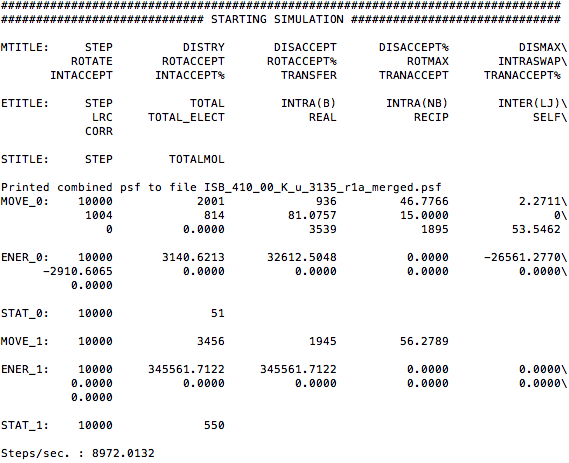 ################################################################################
############################# STARTING SIMULATION ##############################
MTITLE: STEP DISTRY DISACCEPT DISACCEPT% DISMAX\
ROTATE ROTACCEPT ROTACCEPT% ROTMAX INTRASWAP\
INTACCEPT INTACCEPT% TRANSFER TRANACCEPT TRANACCEPT%
ETITLE: STEP TOTAL INTRA(B) INTRA(NB) INTER(LJ)\
LRC TOTAL_ELECT REAL RECIP SELF\
CORR
STITLE: STEP TOTALMOL
Printed combined psf to file ISB_410_00_K_u_3135_r1a_merged.psf
MOVE_0: 10000 2001 936 46.7766 2.2711\
1004 814 81.0757 15.0000 0\
0 0.0000 3539 1895 53.5462
ENER_0: 10000 3140.6213 32612.5048 0.0000 -26561.2770\
-2910.6065 0.0000 0.0000 0.0000 0.0000\
0.0000
STAT_0: 10000 51
MOVE_1: 10000 3456 1945 56.2789
ENER_1: 10000 345561.7122 345561.7122 0.0000 0.0000\
0.0000 0.0000 0.0000 0.0000 0.0000\
0.0000
STAT_1: 10000 550
Steps/sec. : 8972.0132